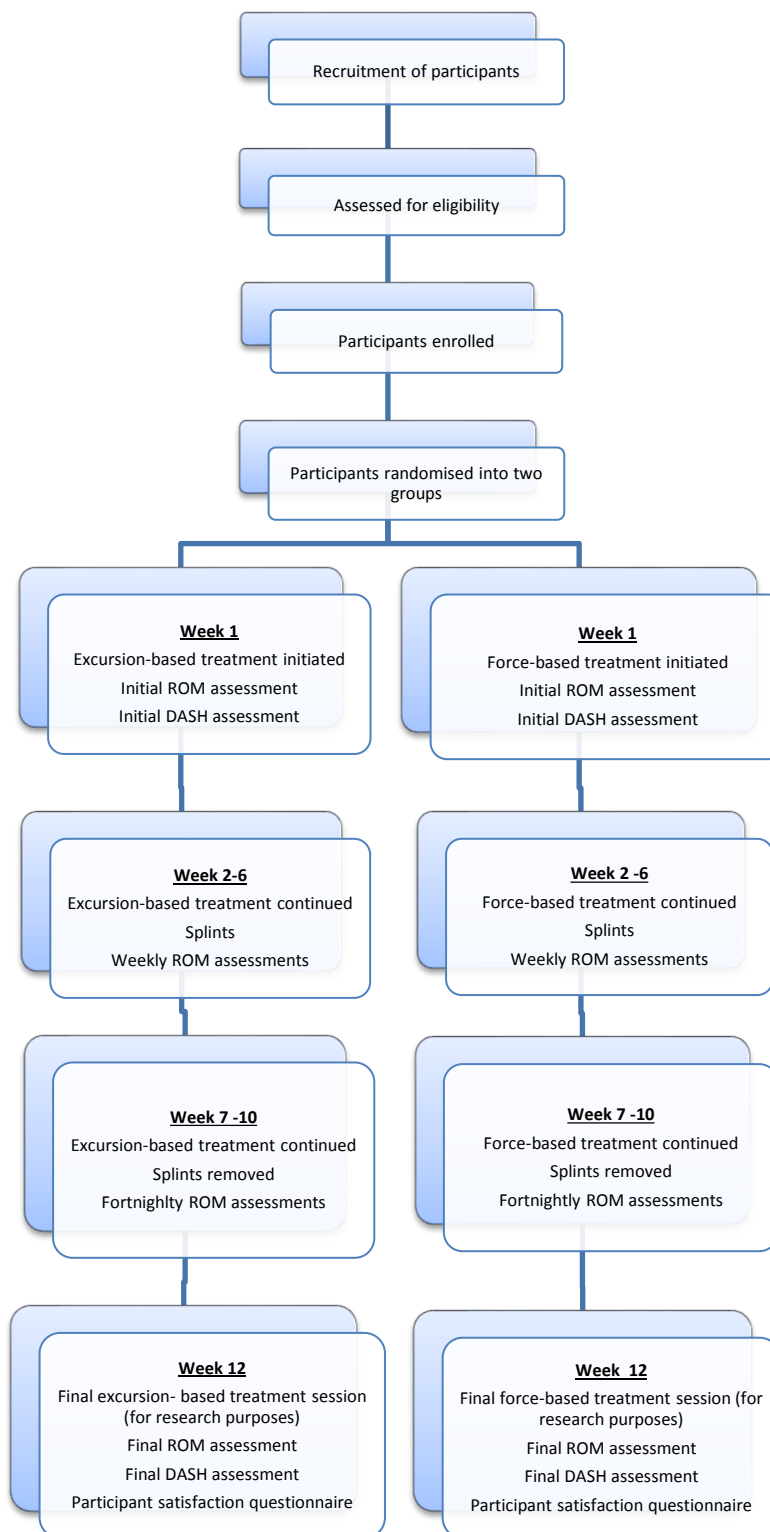 Recruitment of participants
Assessed for eligibility
Participants enrolled
Participants randomised into two
groups
Week 1
Excursion-based treatment initiated
Initial ROM assessment
Initial DASH assessment
Week 1
Force-based treatment initiated
Initial ROM assessment
Initial DASH assessment
Week 2-6
Excursion-based treatment continued
Splints
Weekly ROM assessments
Week 2 -6
Force-based treatment continued
Splints
Weekly ROM assessments
Week 7 -10
Excursion-based treatment continued
Splints removed
Fortnighlty ROM assessments
Week 7 -10
Force-based treatment continued
Splints removed
Fortnightly ROM assessments
Week 12
Final excursion- based treatment session
(for research purposes)
Final ROM assessment
Final DASH assessment
Participant satisfaction questionnaire
Week  12
Final force-based treatment session (for
research purposes)
Final ROM assessment
Final DASH assessment
Participant satisfaction questionnaire